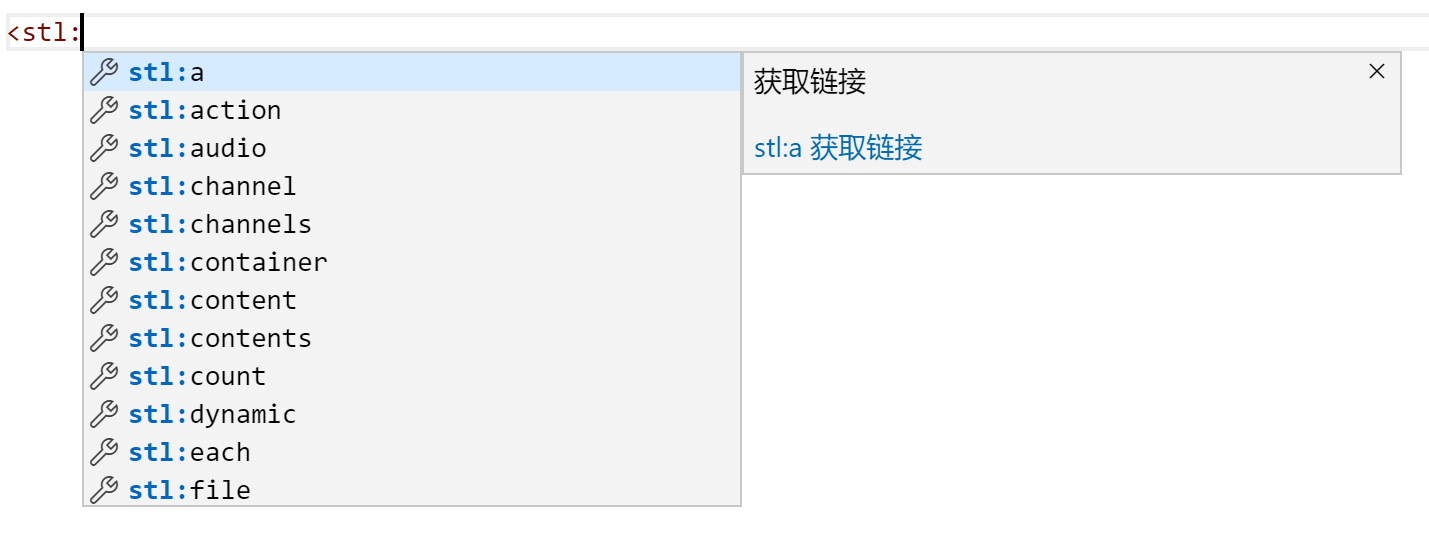 <stl:
stl:a
stl:action
stl:audio
stl:channel
stl:channels
stl:container
stl:content
stl:contents
stl:count
stl:dynamic
stl:each
stl:file
获取链接
stl:a 获取链接